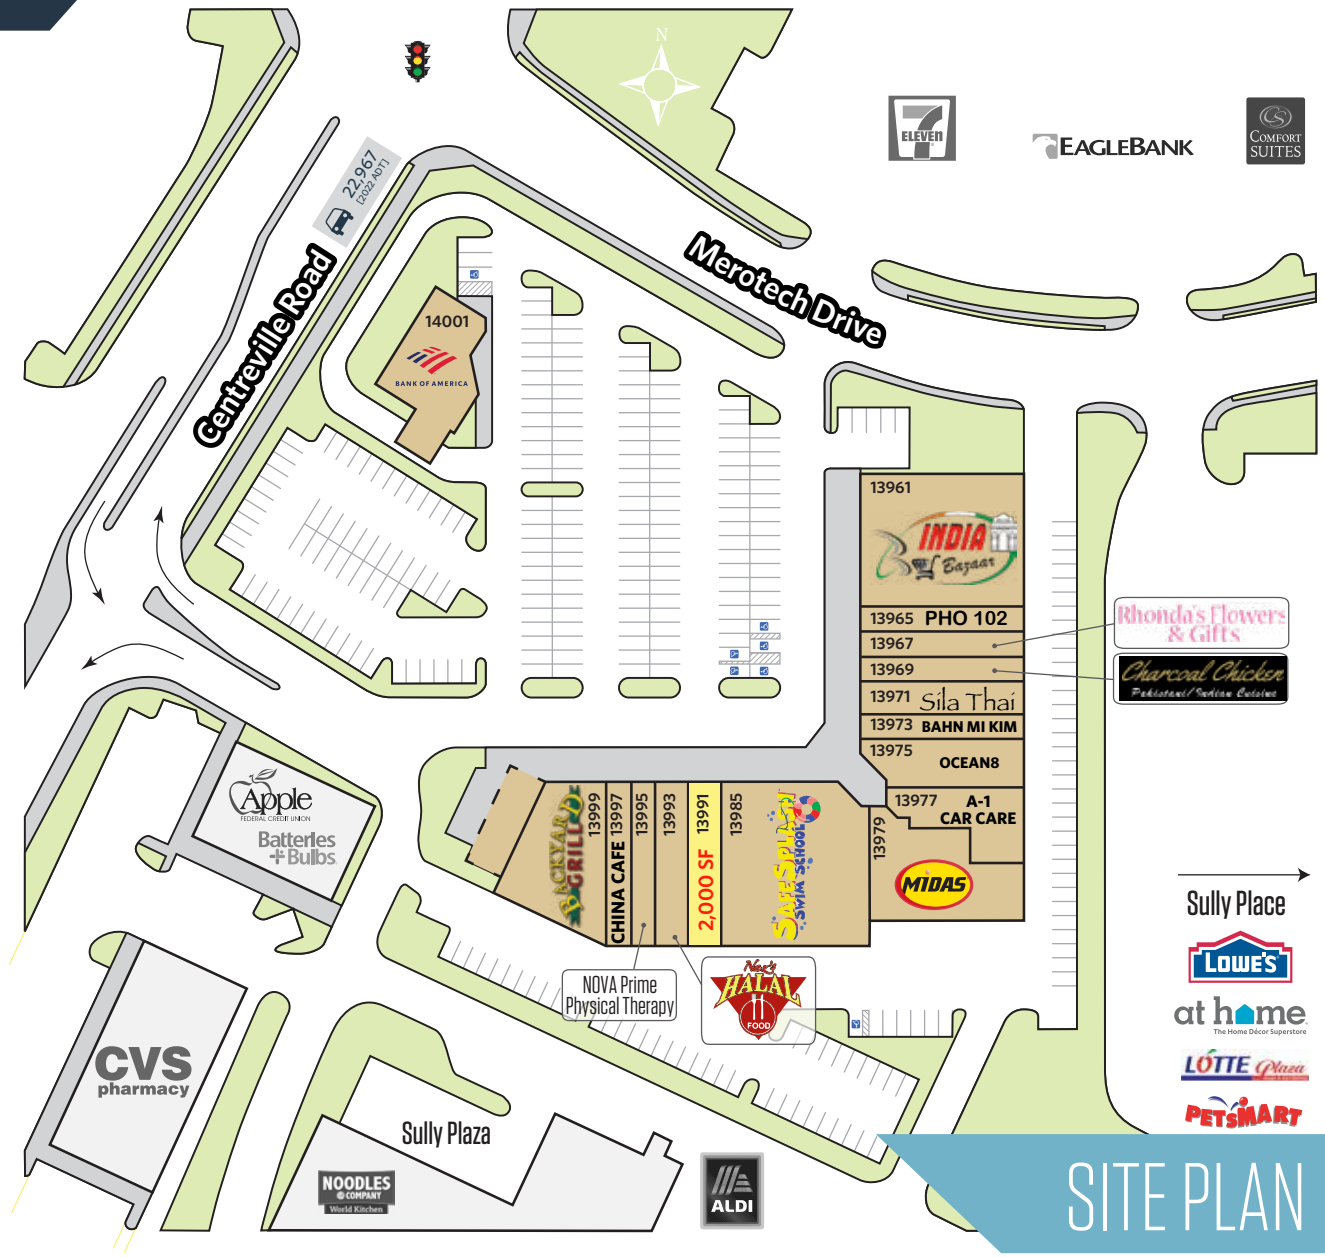 N
7
ELEVEN
EAGLEBANK
CS
COMFORT
SUITES
22,967
[2022 ADT]
Centreville Road
Merotech Drive
14001
BANK OF AMERICA
13961
INDIA
Bazaar
13965 PHO 102
13967
13969
Rhonda's Flowers
& Gifts
Charcoal Chicken
Pakistani/Indian Cuisine
13971 Sila Thai
13973 BAHN MI KIM
13975
OCEAN8
13977 A-1
CAR CARE
13979
MIDAS
Apple
FEDERAL CREDIT UNION
Batteries
+Bulbs
BACKYARD
GRILL
13999
CHINA CAFE 13997
13995
13993
2,000 SF 13991
13985
SAFESPLASH
SWIM SCHOOL
NOVA Prime
Physical Therapy
Naz's
HALAL
FOOD
Sully Place
LOWE'S
at home
The Home Décor Superstore
LOTTE Plaza
PETSMART
CVS
pharmacy
Sully Plaza
NOODLES
& COMPANY
World Kitchen
ALDI
SITE PLAN